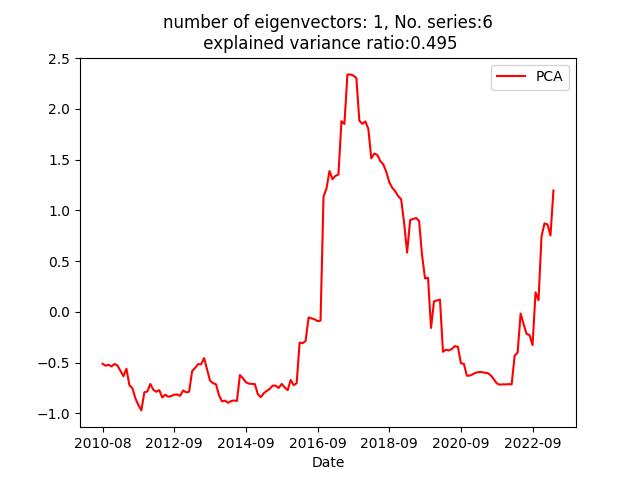 number of eigenvectors: 1, No. series:6
explained variance ratio:0.495
PCA
2.5
2.0
1.5
1.0
0.5
0.0
−0.5
−1.0
2010-08 2012-09 2014-09 2016-09 2018-09 2020-09 2022-09
Date